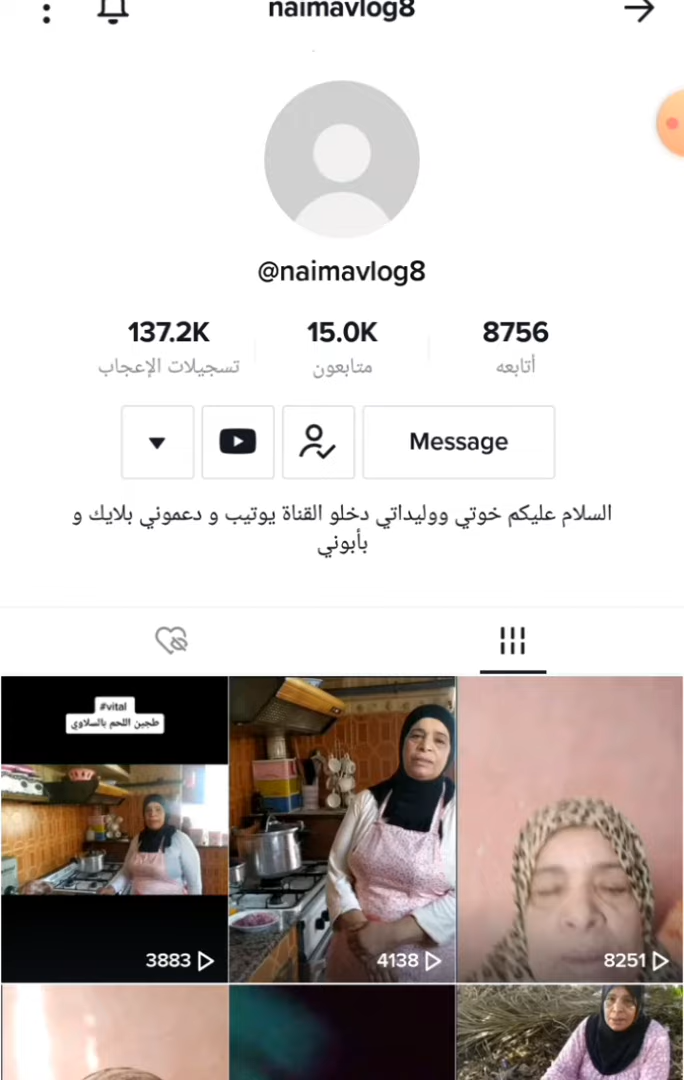 naimavlog8
@naimavlog8
137.2K 15.0K 8756
تسجيلات الإعجاب متابعون أتابعه
Message
السلام عليكم خوتي ووليداتي دخلو القناة يوتيب و دعموني بلايك و
بأبوني
#vital
طجين اللحم بالسلاوي
3883 4138 8251